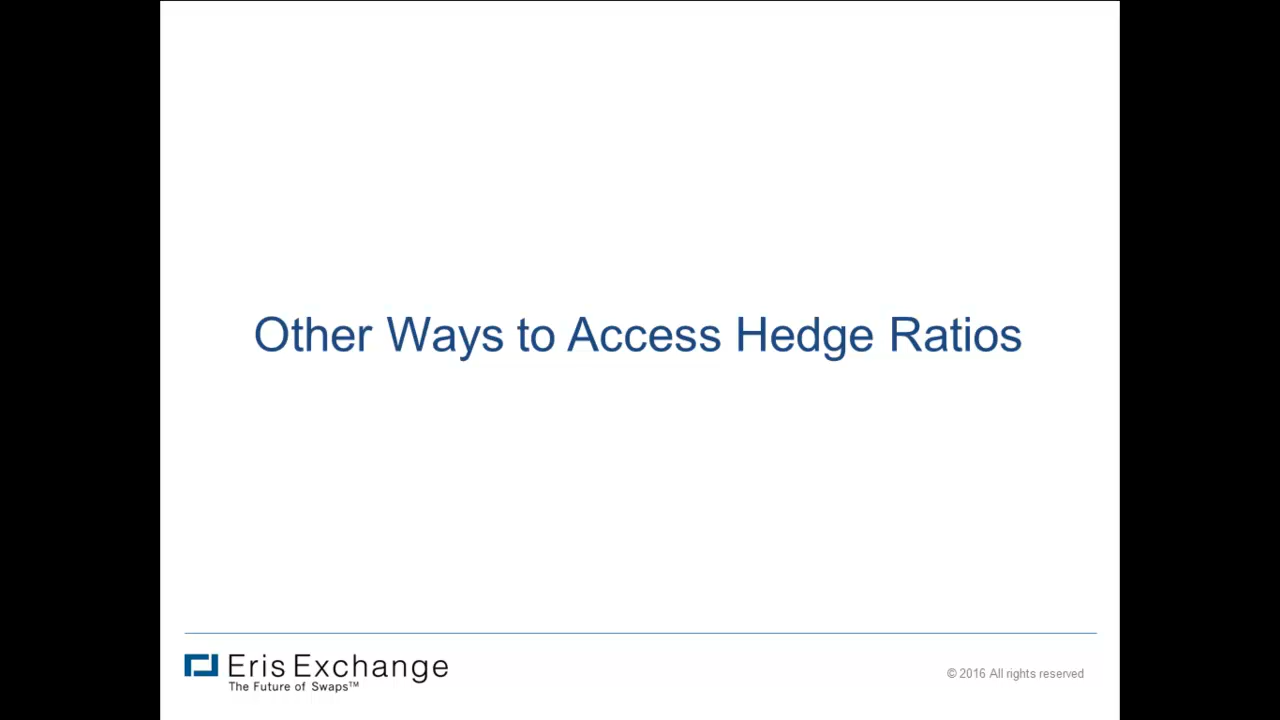 Other Ways to Access Hedge Ratios
Eris Exchange
The Future of Swaps™
© 2016 All rights reserved